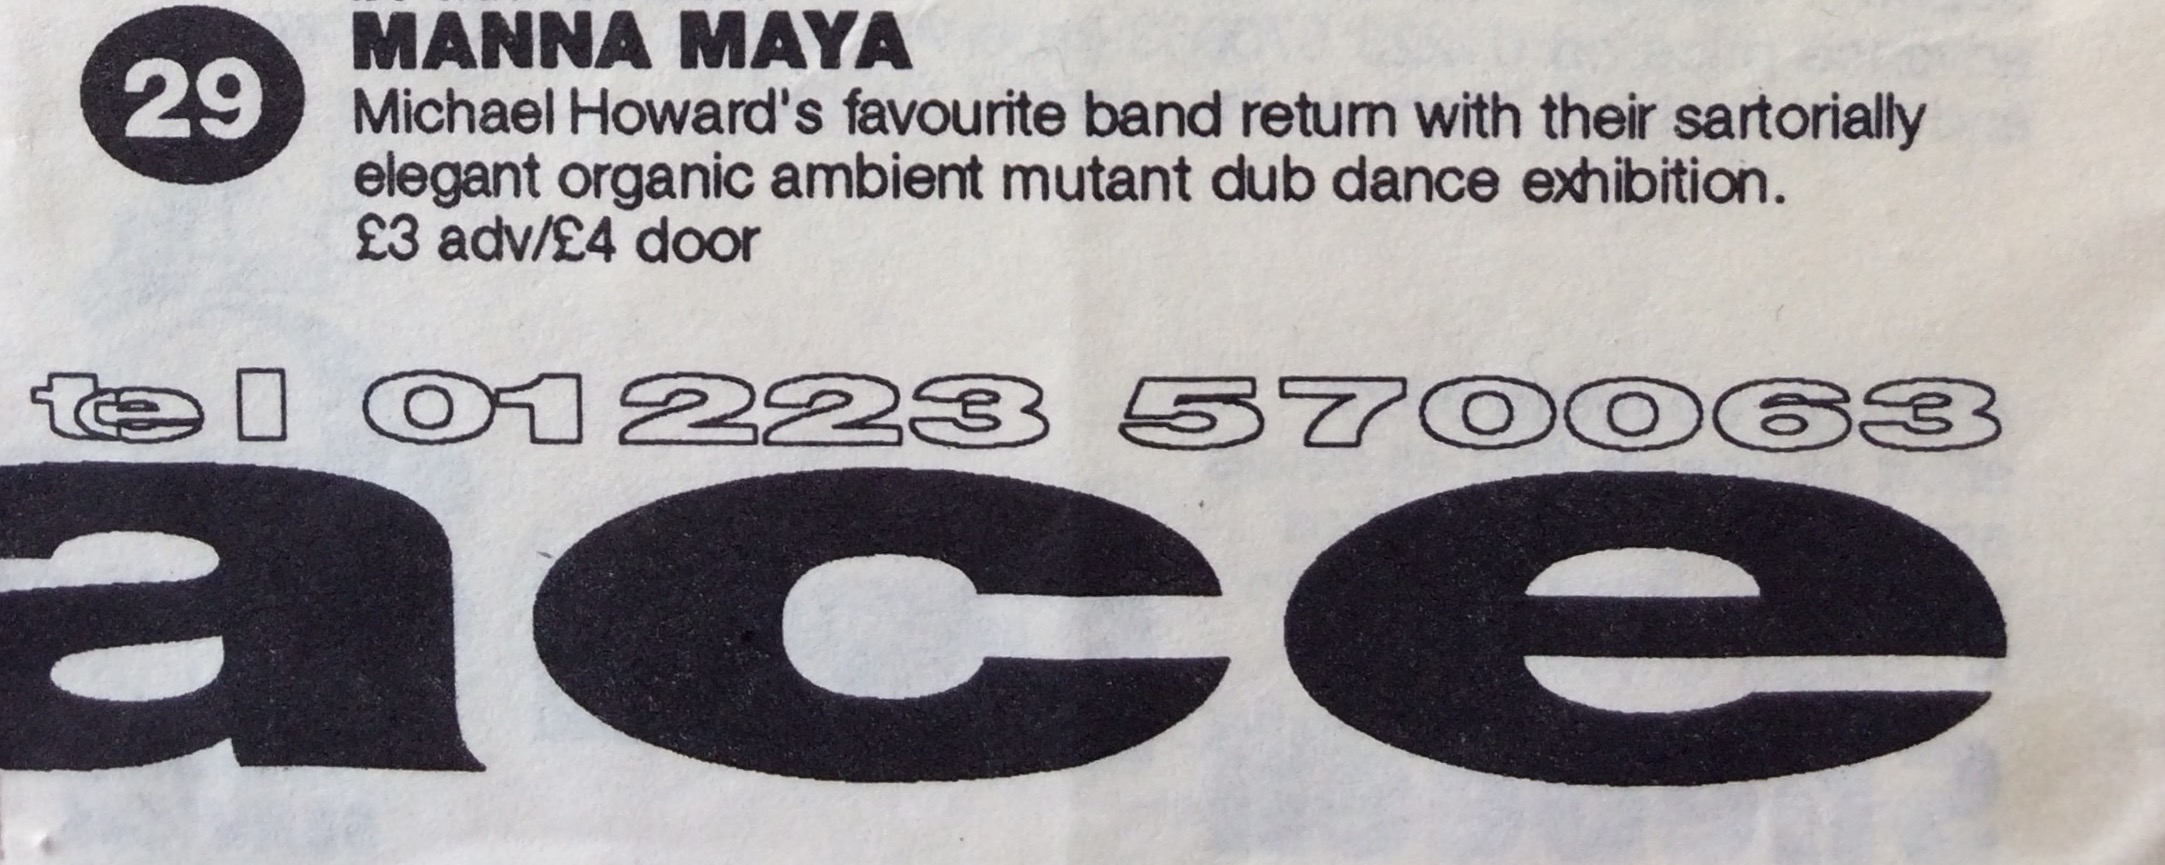 29
MANNA MAYA
Michael Howard's favourite band return with their sartorially
elegant organic ambient mutant dub dance exhibition.
£3 adv/£4 door
tel 01223 570063
ace